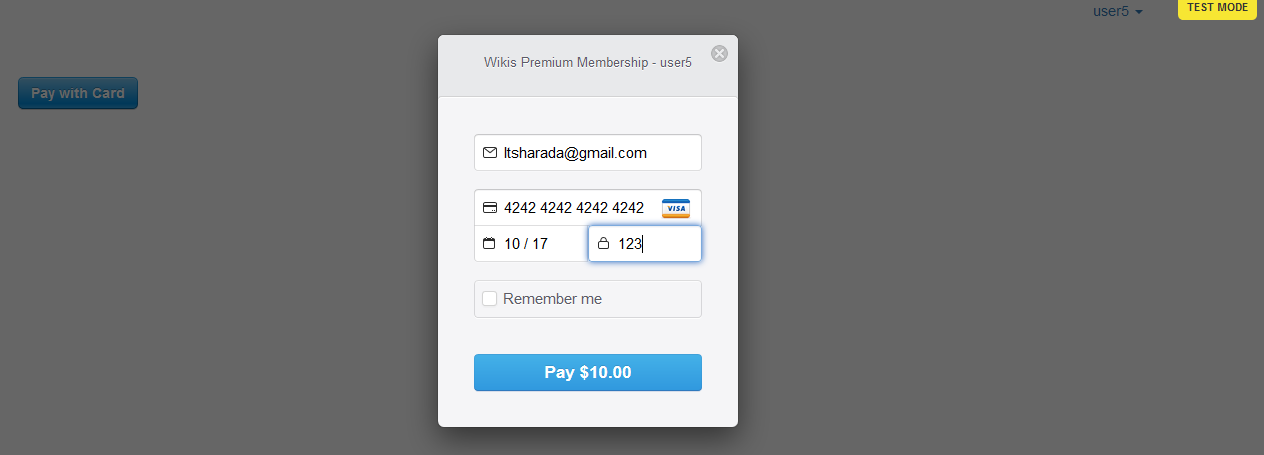 user5
TEST MODE
Wikis Premium Membership - user5
Pay with Card
ltsharada@gmail.com
4242 4242 4242 4242 VISA
10 / 17 123
Remember me
Pay $10.00